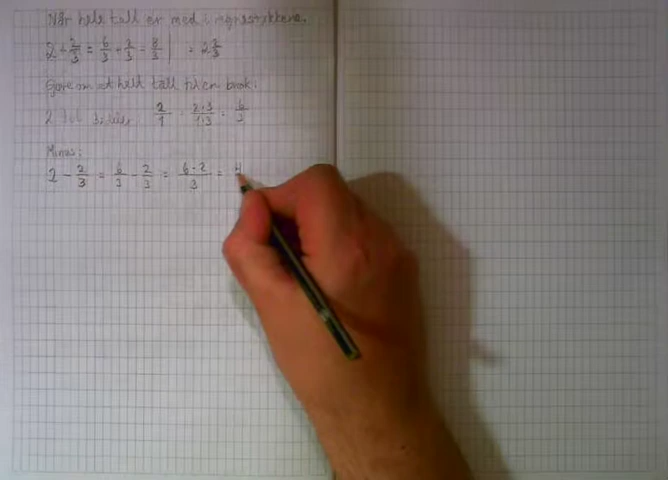 Når hele tall er med i regnestykkene.
2 + 2/3 = 6/3 + 2/3 = 8/3 | = 2 2/3
Gjøre om et helt tall til en brøk:
2 til 2/1 = 2·3/1·3 = 6/3
Minus:
2 - 2/3 = 6/3 - 2/3 = 6-2/3 = 4